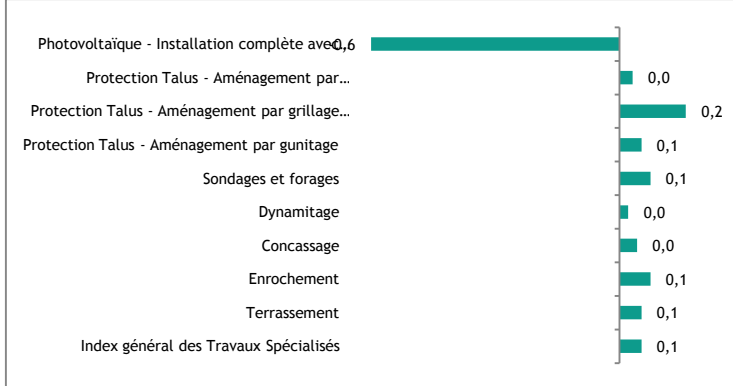 Photovoltaïque - Installation complète avec… -0,6
Protection Talus - Aménagement par… 0,0
Protection Talus - Aménagement par grillage… 0,2
Protection Talus - Aménagement par gunitage 0,1
Sondages et forages 0,1
Dynamitage 0,0
Concassage 0,0
Enrochement 0,1
Terrassement 0,1
Index général des Travaux Spécialisés 0,1